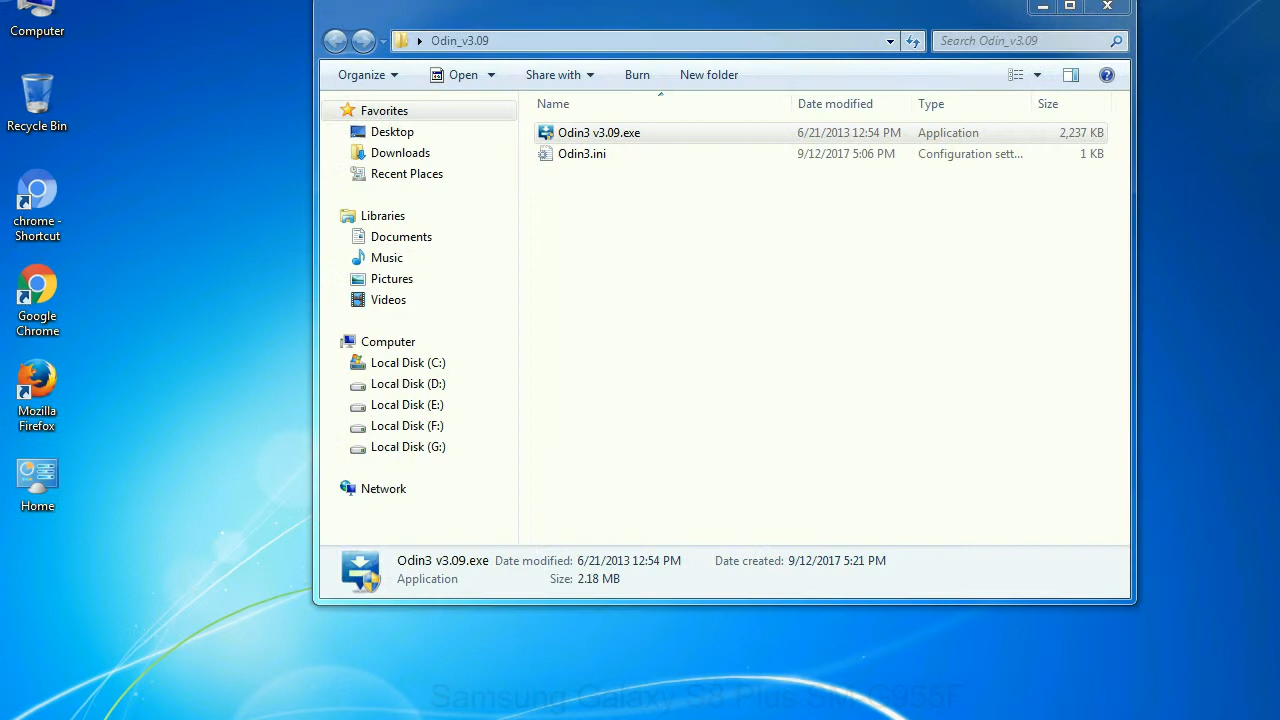 Computer
Recycle Bin
chrome -
Shortcut
Google
Chrome
Mozilla
Firefox
Home
Odin_v3.09
Search Odin_v3.09
Organize
Open
Share with
Burn
New folder
Favorites
Desktop
Downloads
Recent Places
Libraries
Documents
Music
Pictures
Videos
Computer
Local Disk (C:)
Local Disk (D:)
Local Disk (E:)
Local Disk (F:)
Local Disk (G:)
Network
Name Date modified Type Size
Odin3 v3.09.exe 6/21/2013 12:54 PM Application 2,237 KB
Odin3.ini 9/12/2017 5:06 PM Configuration sett... 1 KB
Odin3 v3.09.exe Date modified: 6/21/2013 12:54 PM Date created: 9/12/2017 5:21 PM
Application Size: 2.18 MB
Samsung Galaxy S8 Plus SM-G955F